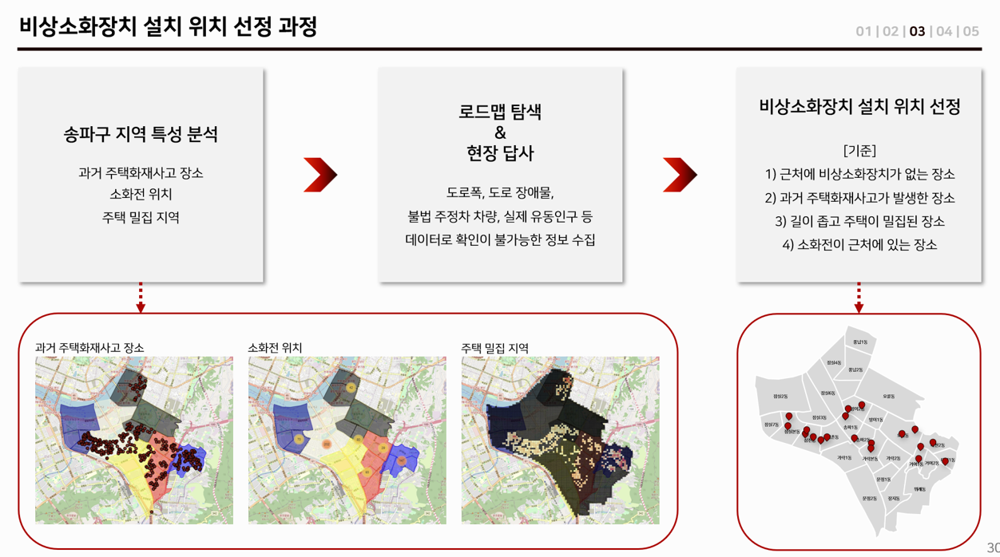 비상소화장치 설치 위치 선정 과정
01 | 02 | 03 | 04 | 05
송파구 지역 특성 분석
과거 주택화재사고 장소
소화전 위치
주택 밀집 지역
로드맵 탐색
&
현장 답사
도로폭, 도로 장애물,
불법 주정차 차량, 실제 유동인구 등
데이터로 확인이 불가능한 정보 수집
비상소화장치 설치 위치 선정
[기준]
1) 근처에 비상소화장치가 없는 장소
2) 과거 주택화재사고가 발생한 장소
3) 길이 좁고 주택이 밀집된 장소
4) 소화전이 근처에 있는 장소
과거 주택화재사고 장소
소화전 위치
주택 밀집 지역
풍납1동
잠실4동
풍납2동
잠실2동
잠실6동
오륜동
잠실3동
방이1동
잠실7동
잠실본동
송파1동
가락1동
가락본동
가락2동
거여2동
문정1동
위례동
문정2동
장지동
30